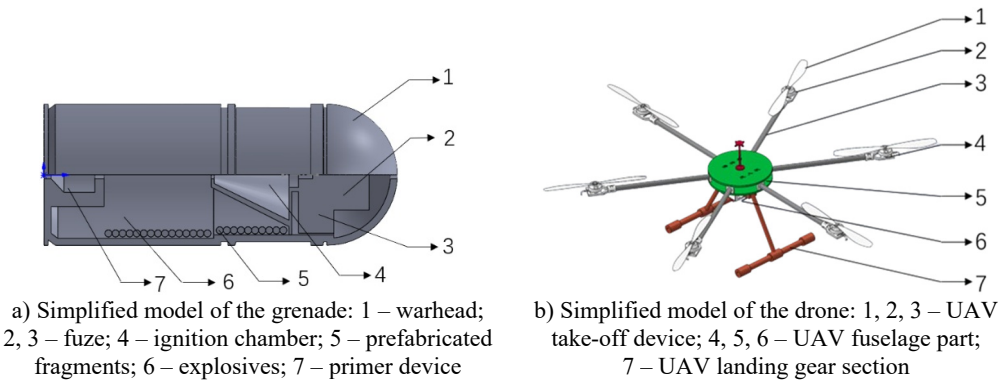 1
2
3
4
5
6
7
a) Simplified model of the grenade: 1 – warhead;
2, 3 – fuze; 4 – ignition chamber; 5 – prefabricated
fragments; 6 – explosives; 7 – primer device
1
2
3
4
5
6
7
b) Simplified model of the drone: 1, 2, 3 – UAV
take-off device; 4, 5, 6 – UAV fuselage part;
7 – UAV landing gear section